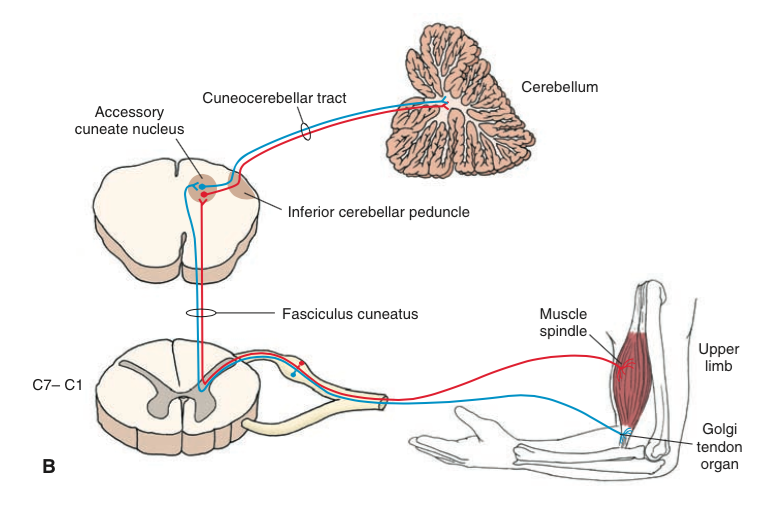 Cuneocerebellar tract
Cerebellum
Accessory
cuneate nucleus
Inferior cerebellar peduncle
Fasciculus cuneatus
Muscle
spindle
Upper
limb
C7– C1
Golgi
tendon
organ
B